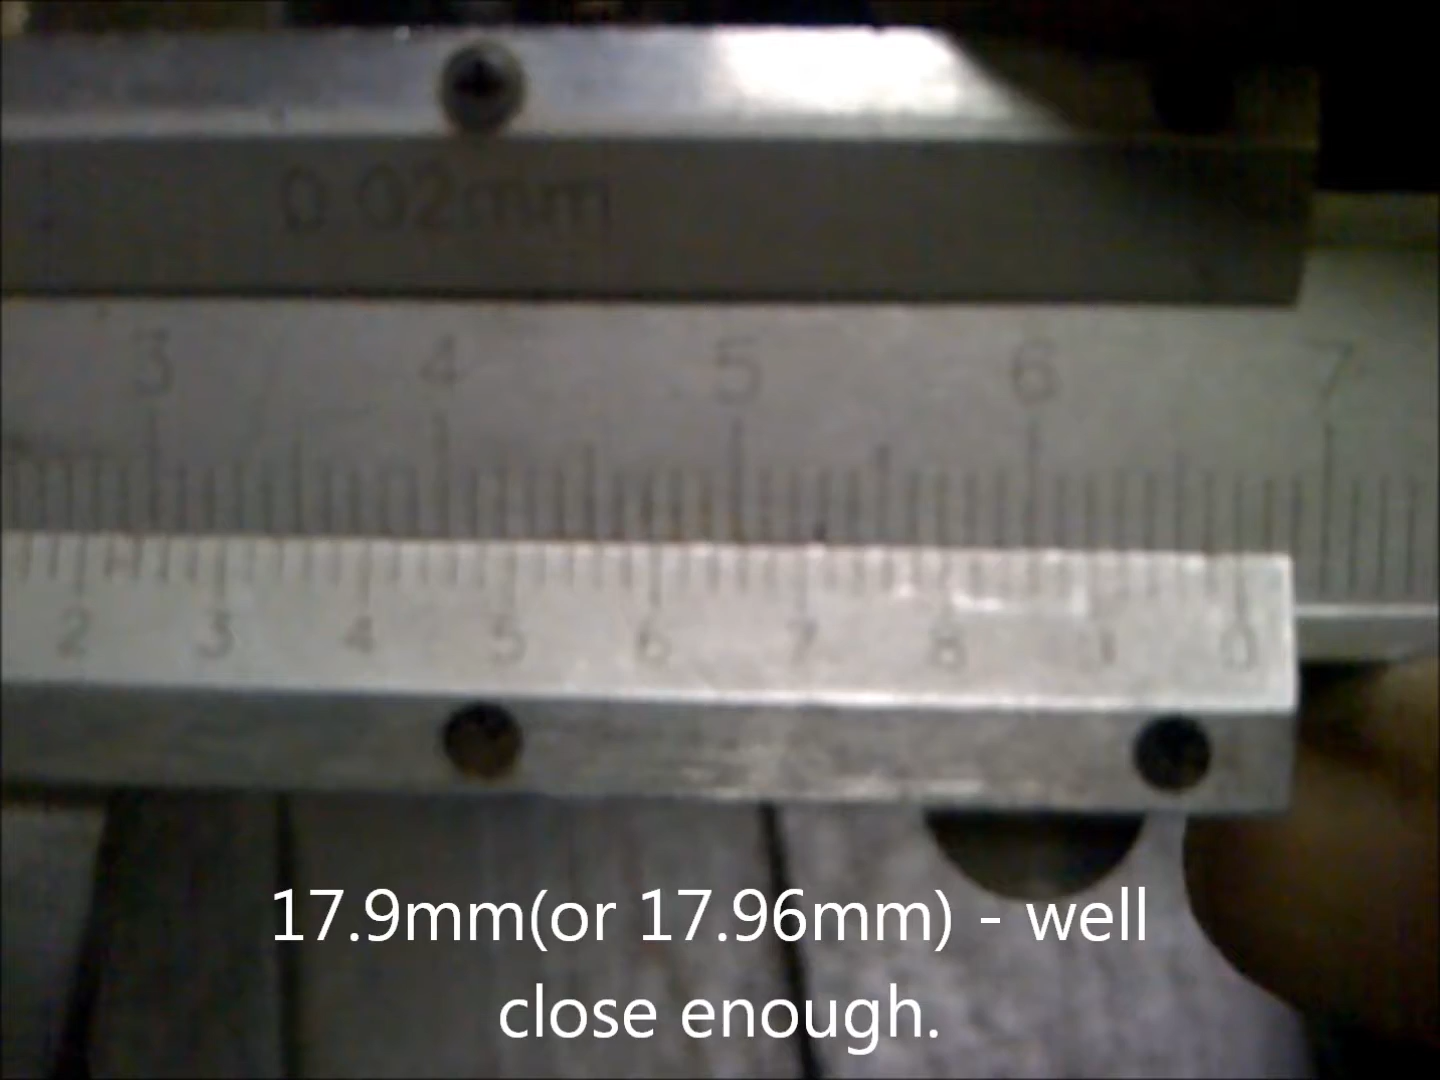 0.02mm
3 4 5 6 7
2 3 4 5 6 7 8 9 0
17.9mm(or 17.96mm) - well
close enough.